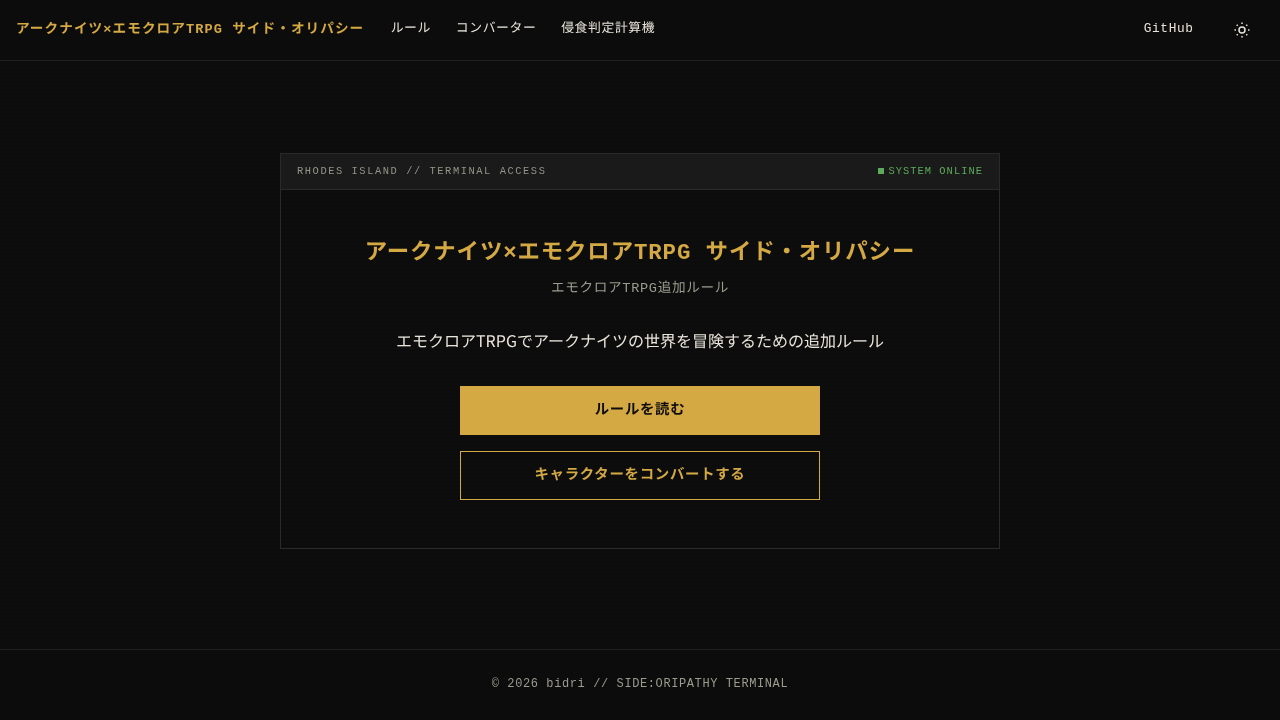 アークナイツ×エモクロアTRPG サイド・オリパシー
ルール
コンバーター
侵食判定計算機
GitHub
RHODES ISLAND // TERMINAL ACCESS
SYSTEM ONLINE
アークナイツ×エモクロアTRPG サイド・オリパシー
エモクロアTRPG追加ルール
エモクロアTRPGでアークナイツの世界を冒険するための追加ルール
ルールを読む
キャラクターをコンバートする
© 2026 bidri // SIDE:ORIPATHY TERMINAL